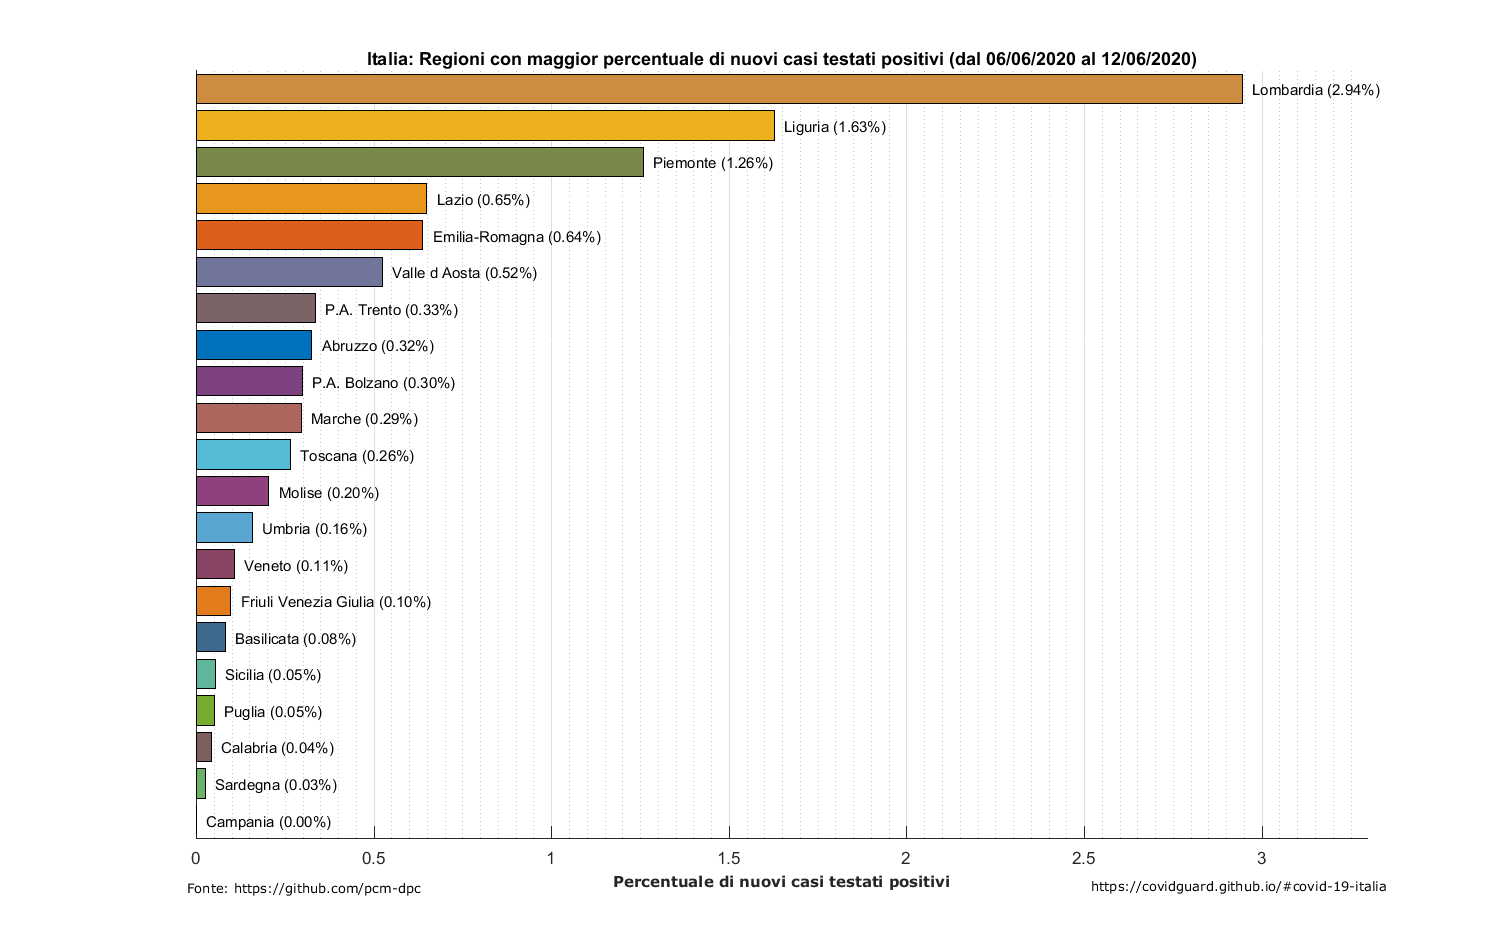 Italia: Regioni con maggior percentuale di nuovi casi testati positivi (dal 06/06/2020 al 12/06/2020)
Lombardia (2.94%)
Liguria (1.63%)
Piemonte (1.26%)
Lazio (0.65%)
Emilia-Romagna (0.64%)
Valle d Aosta (0.52%)
P.A. Trento (0.33%)
Abruzzo (0.32%)
P.A. Bolzano (0.30%)
Marche (0.29%)
Toscana (0.26%)
Molise (0.20%)
Umbria (0.16%)
Veneto (0.11%)
Friuli Venezia Giulia (0.10%)
Basilicata (0.08%)
Sicilia (0.05%)
Puglia (0.05%)
Calabria (0.04%)
Sardegna (0.03%)
Campania (0.00%)
0 0.5 1 1.5 2 2.5 3
Percentuale di nuovi casi testati positivi
Fonte: https://github.com/pcm-dpc
https://covidguard.github.io/#covid-19-italia